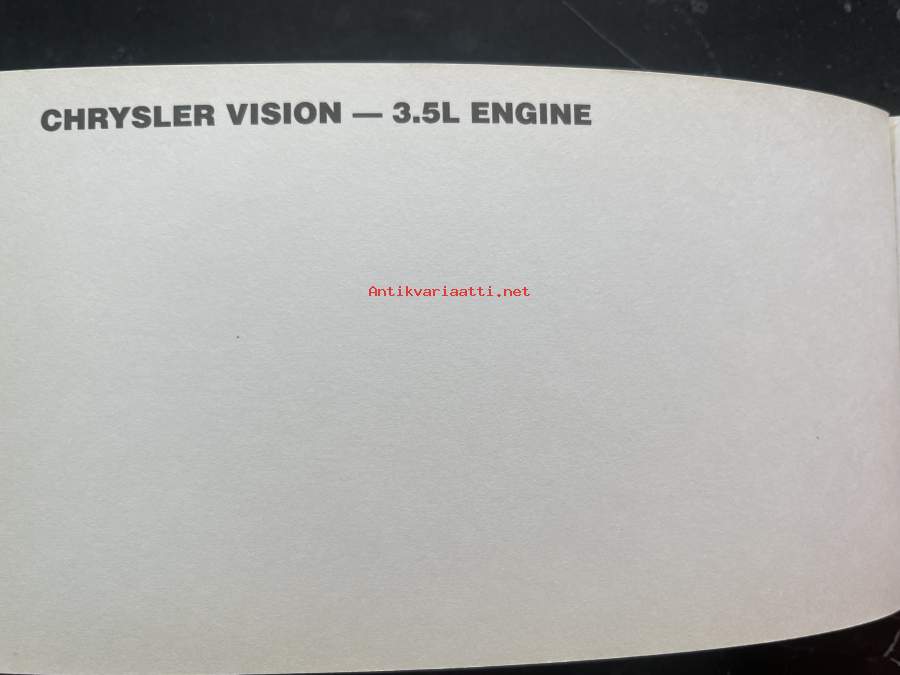 CHRYSLER VISION — 3.5L ENGINE
Antikvariaatti.net